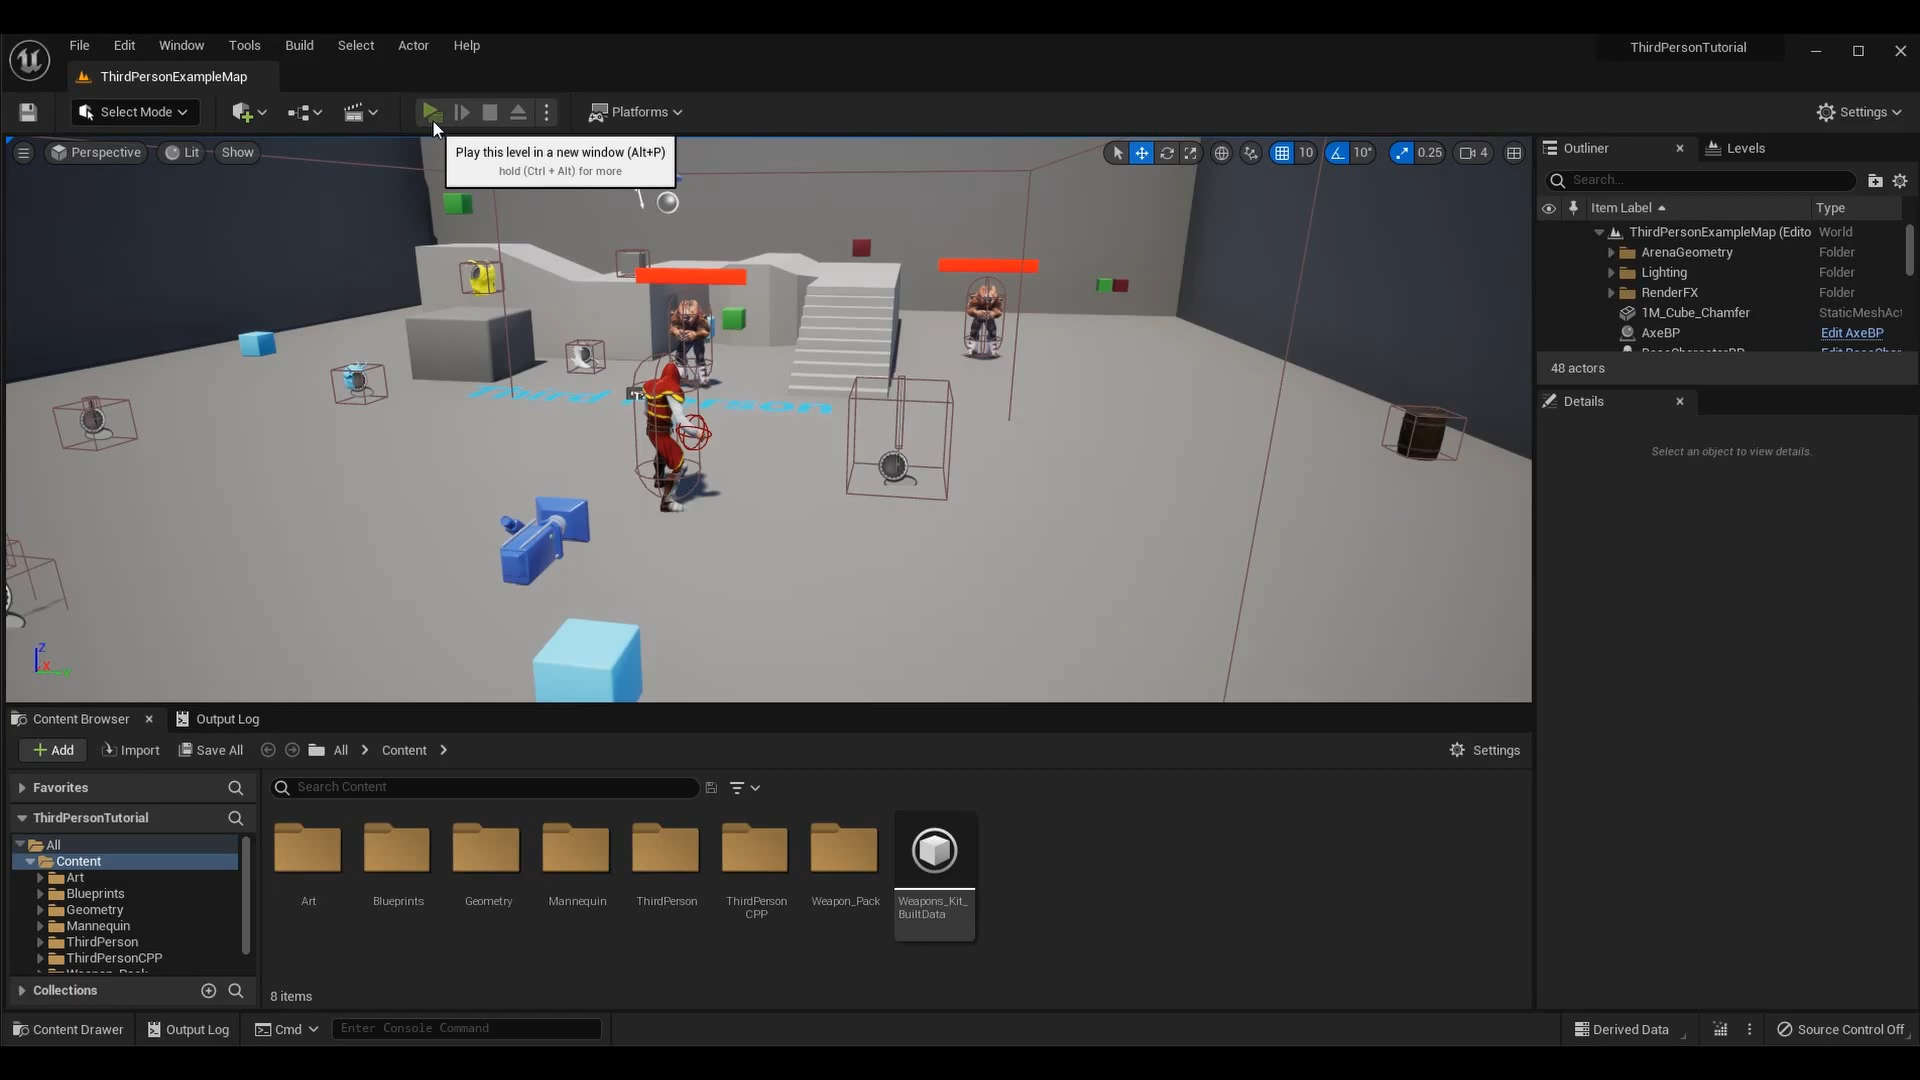 File Edit Window Tools Build Select Actor Help
ThirdPersonTutorial
ThirdPersonExampleMap
Select Mode
Platforms
Settings
Play this level in a new window (Alt+P)
hold (Ctrl + Alt) for more
Perspective Lit Show
10 10° 0.25 4
Outliner Levels
Search...
Item Label Type
ThirdPersonExampleMap (Edito World
ArenaGeometry Folder
Lighting Folder
RenderFX Folder
1M_Cube_Chamfer StaticMeshAct
AxeBP Edit AxeBP
48 actors
Details
Select an object to view details.
Third Person
Z
X
Content Browser Output Log
Add Import Save All All Content Settings
Favorites
Search Content
ThirdPersonTutorial
All
Content
Art
Blueprints
Geometry
Mannequin
ThirdPerson
ThirdPersonCPP
Collections
Art Blueprints Geometry Mannequin ThirdPerson ThirdPerson Weapon_Pack Weapons_Kit_
CPP BuiltData
8 items
Content Drawer Output Log Cmd Enter Console Command Derived Data Source Control Off